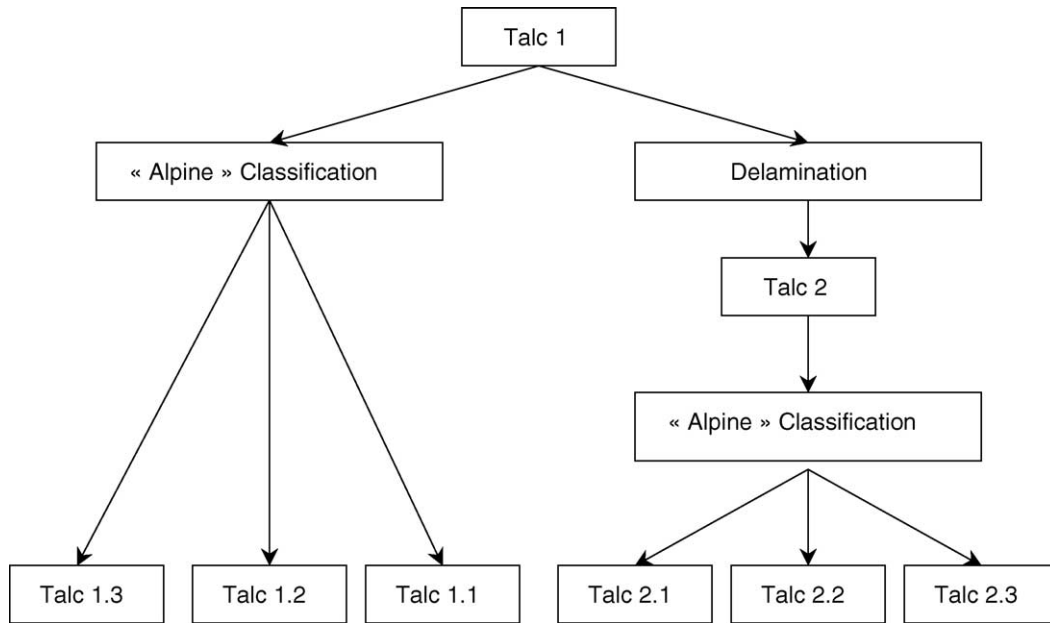 Talc 1
« Alpine » Classification
Delamination
Talc 2
« Alpine » Classification
Talc 1.3
Talc 1.2
Talc 1.1
Talc 2.1
Talc 2.2
Talc 2.3